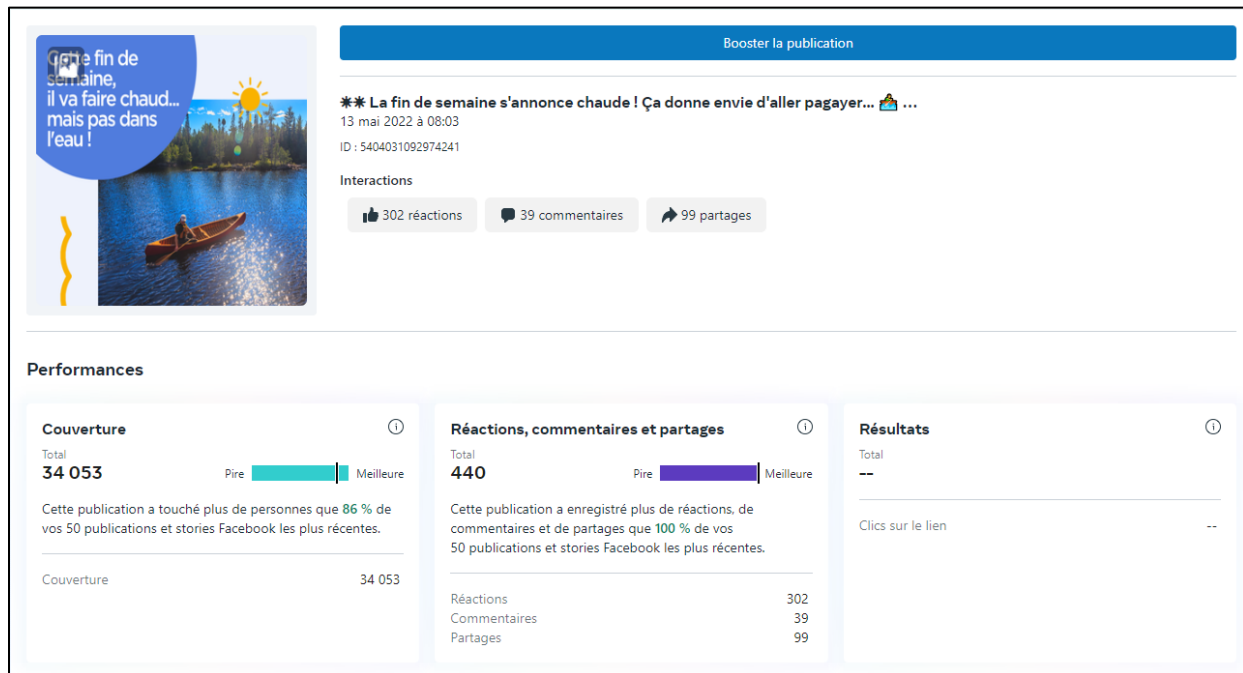 Cette fin de
semaine,
il va faire chaud...
mais pas dans
l'eau !
Booster la publication
✱✱ La fin de semaine s'annonce chaude ! Ça donne envie d'aller pagayer... 🚣 ...
13 mai 2022 à 08:03
ID : 5404031092974241
Interactions
302 réactions 39 commentaires 99 partages
Performances
Couverture
Total
34 053 Pire Meilleure
Cette publication a touché plus de personnes que 86 % de
vos 50 publications et stories Facebook les plus récentes.
Couverture 34 053
Réactions, commentaires et partages
Total
440 Pire Meilleure
Cette publication a enregistré plus de réactions, de
commentaires et de partages que 100 % de vos
50 publications et stories Facebook les plus récentes.
Réactions 302
Commentaires 39
Partages 99
Résultats
Total
--
Clics sur le lien --